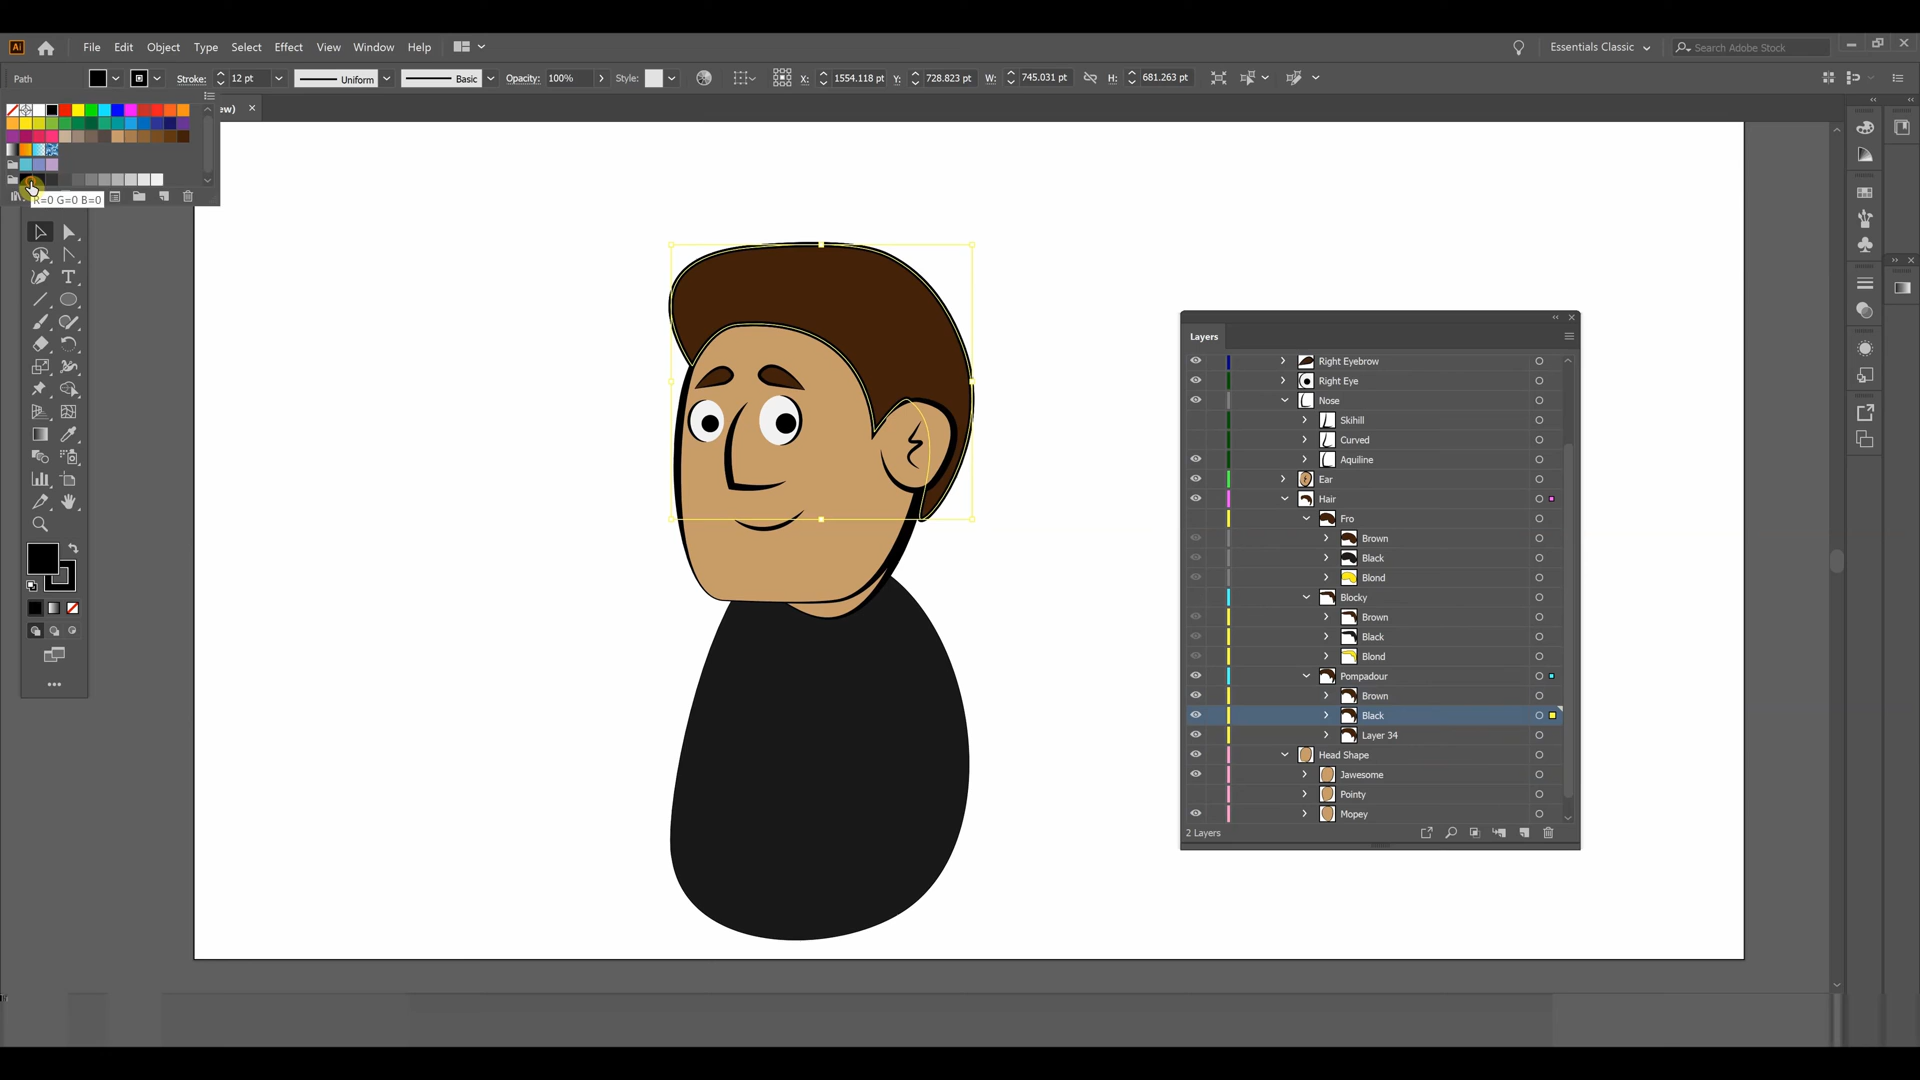 Ai File Edit Object Type Select Effect View Window Help Essentials Classic Search Adobe Stock
Path Stroke: 12 pt Uniform Basic Opacity: 100% Style: X: 1554.118 pt Y: 728.823 pt W: 745.031 pt H: 681.263 pt
ew)
R=0 G=0 B=0
Layers
Right Eyebrow
Right Eye
Nose
Skihill
Curved
Aquiline
Ear
Hair
Fro
Brown
Black
Blond
Blocky
Brown
Black
Blond
Pompadour
Brown
Black
Layer 34
Head Shape
Jawesome
Pointy
Mopey
2 Layers